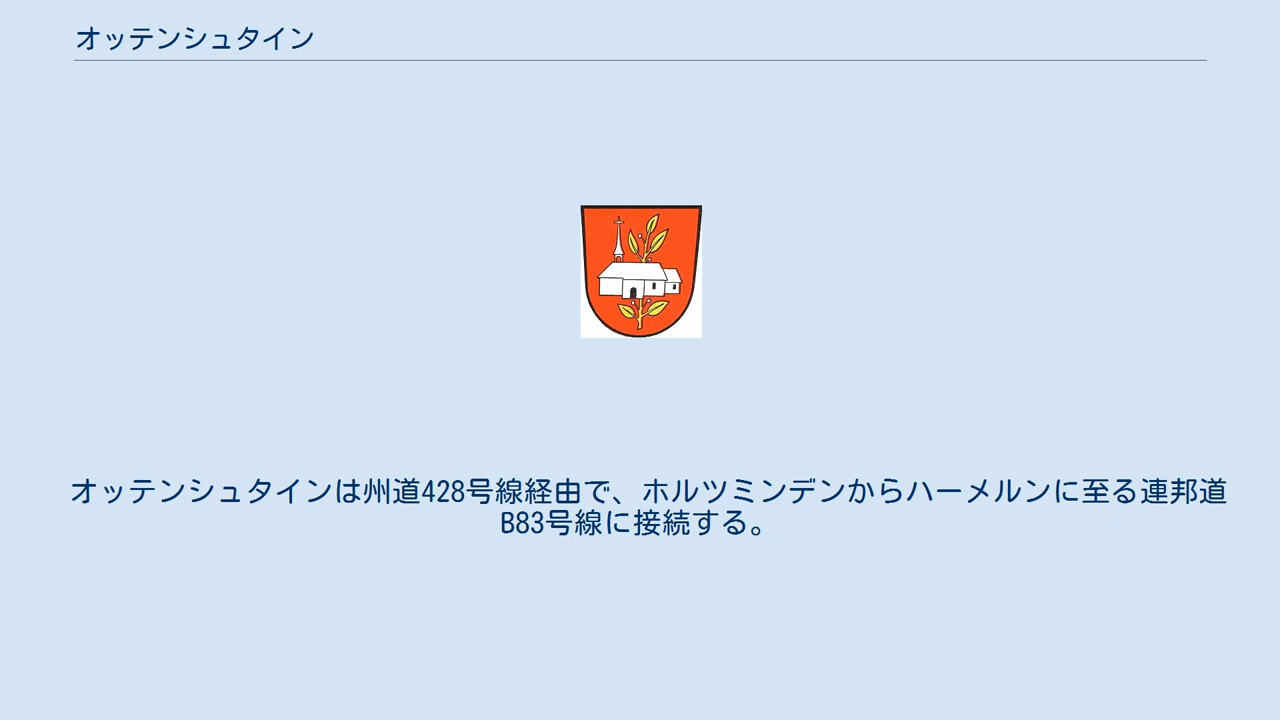 オッテンシュタイン
オッテンシュタインは州道428号線経由で、ホルツミンデンからハーメルンに至る連邦道
B83号線に接続する。